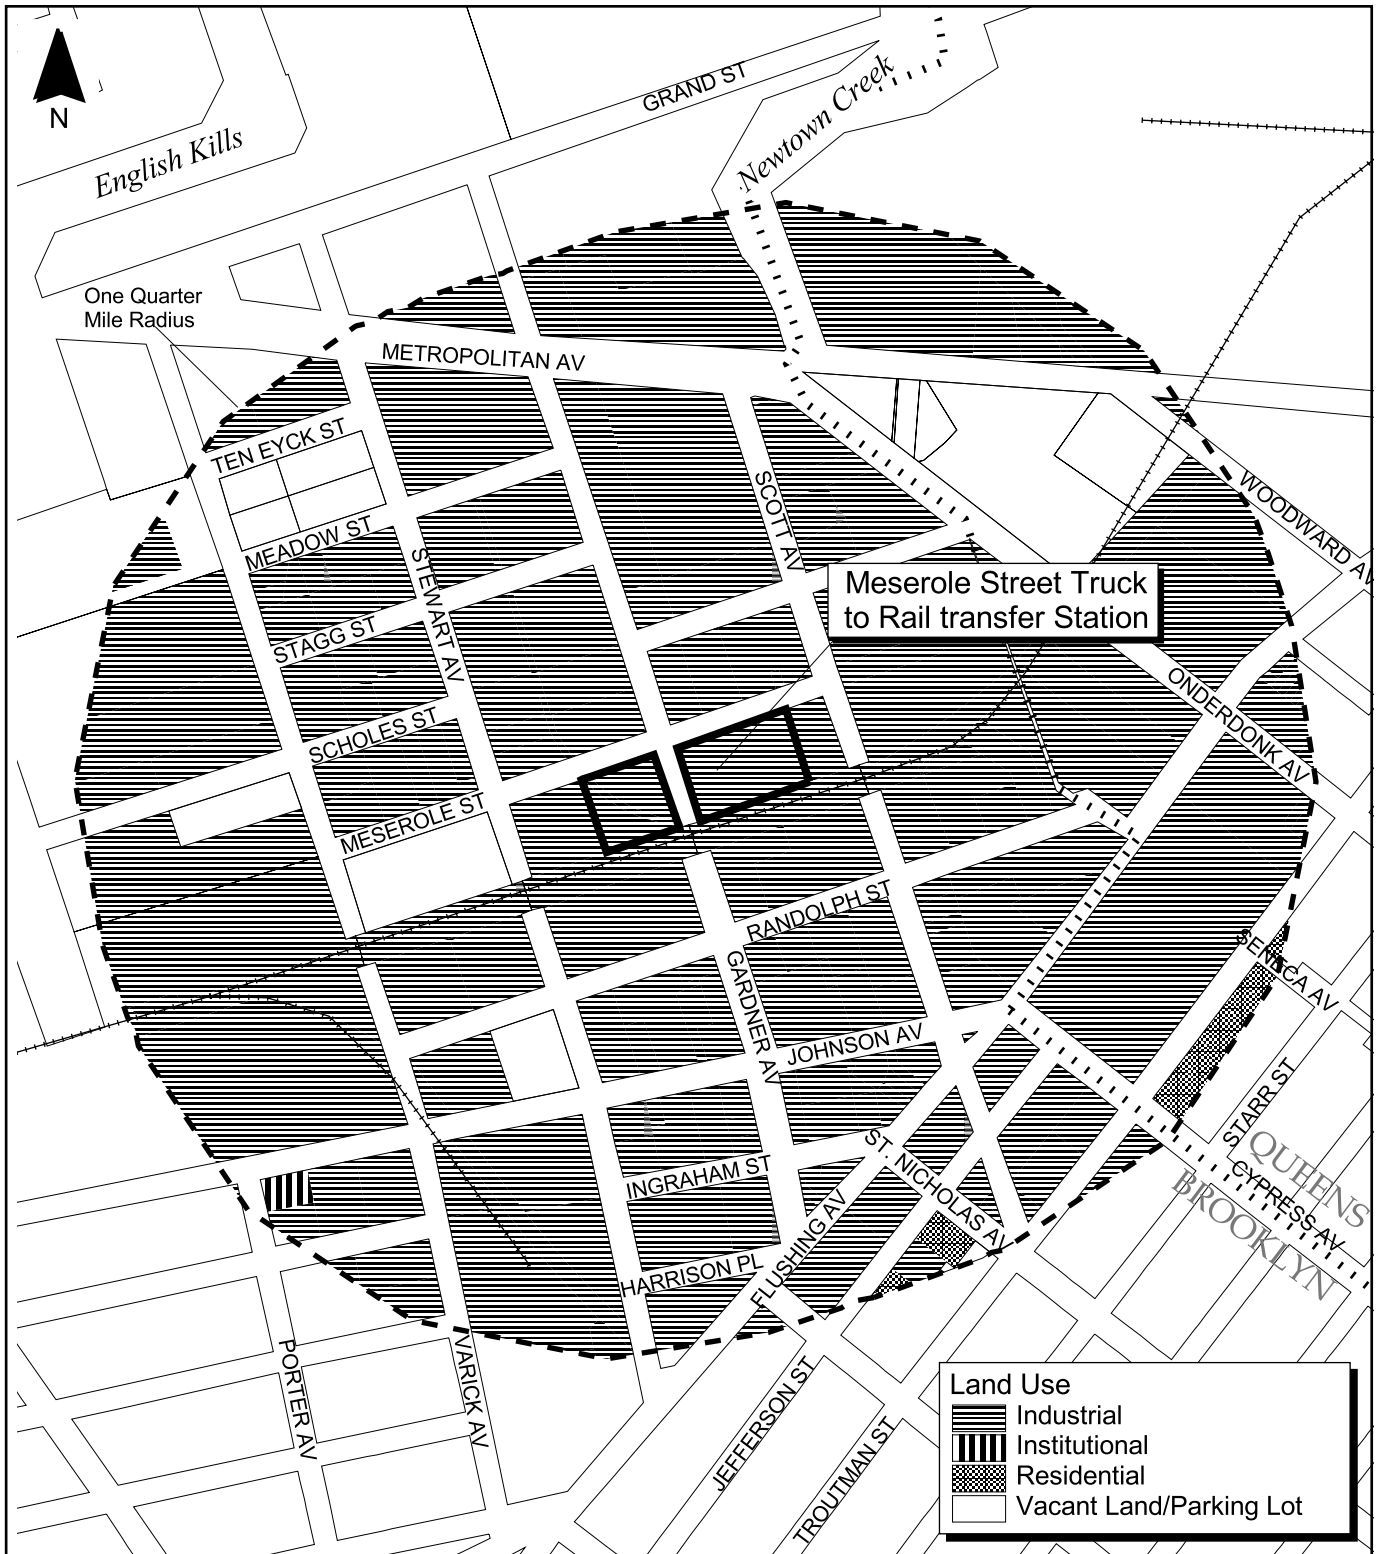 N
GRAND ST
Newtown Creek
English Kills
One Quarter
Mile Radius
METROPOLITAN AV
TEN EYCK ST
MEADOW ST
SCOTT AV
WOODWARD AV
STEWART AV
STAGG ST
Meserole Street Truck
to Rail transfer Station
ONDERDONK AV
SCHOLES ST
MESEROLE ST
RANDOLPH ST
SENECA AV
GARDNER AV
JOHNSON AV
STARR ST
ST. NICHOLAS AV
INGRAHAM ST
QUEENS
BROOKLYN
CYPRESS AV
FLUSHING AV
HARRISON PL
PORTER AV
VARICK AV
JEFFERSON ST
TROUTMAN ST
Land Use
Industrial
Institutional
Residential
Vacant Land/Parking Lot